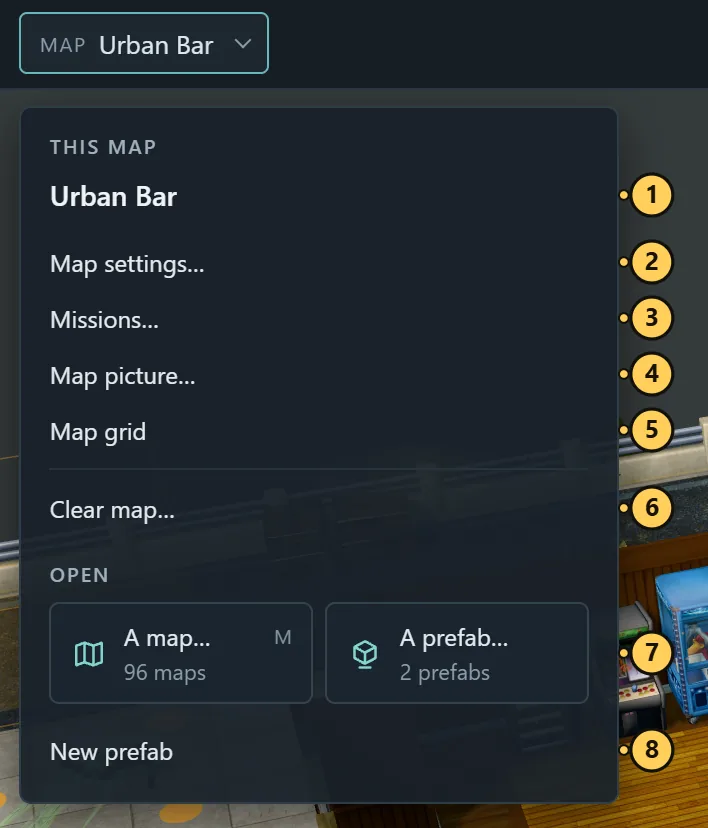 MAP Urban Bar
THIS MAP
Urban Bar
1
Map settings...
2
Missions...
3
Map picture...
4
Map grid
5
Clear map...
6
OPEN
A map... M
96 maps
A prefab...
2 prefabs
7
New prefab
8